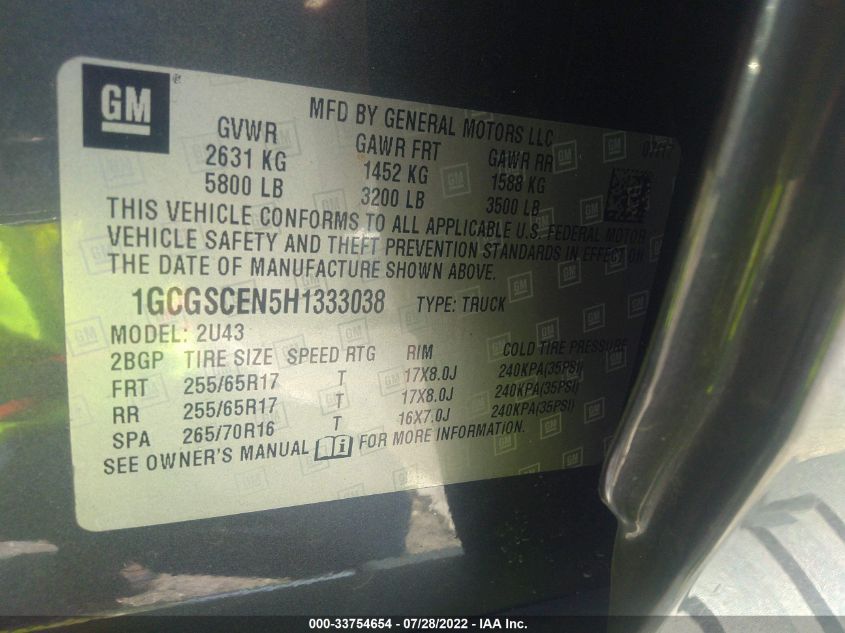 GM
MFD BY GENERAL MOTORS LLC
GVWR GAWR FRT GAWR RR
2631 KG 1452 KG 1588 KG
5800 LB 3200 LB 3500 LB
THIS VEHICLE CONFORMS TO ALL APPLICABLE U.S. FEDERAL MOTOR
VEHICLE SAFETY AND THEFT PREVENTION STANDARDS IN EFFECT ON
THE DATE OF MANUFACTURE SHOWN ABOVE.
1GCGSCEN5H1333038 TYPE: TRUCK
MODEL: 2U43
2BGP TIRE SIZE SPEED RTG RIM COLD TIRE PRESSURE
FRT 255/65R17 T 17X8.0J 240KPA(35PSI)
RR 255/65R17 T 17X8.0J 240KPA(35PSI)
SPA 265/70R16 T 16X7.0J 240KPA(35PSI)
SEE OWNER'S MANUAL FOR MORE INFORMATION.
000-33754654 / 07/28/2022 / IAA Inc.